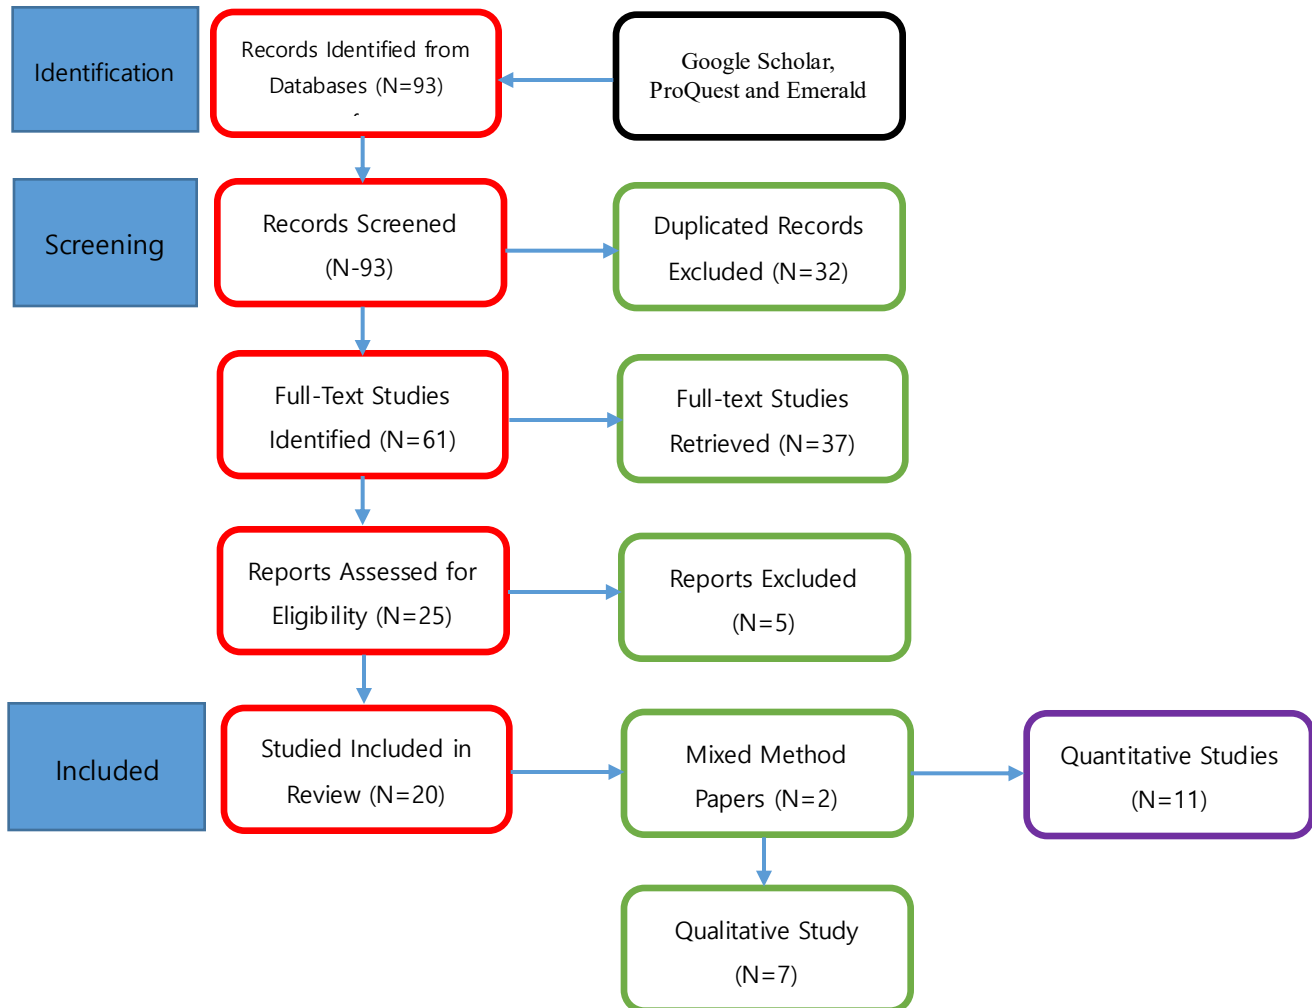 Identification
Records Identified from
Databases (N=93)
Google Scholar,
ProQuest and Emerald
Screening
Records Screened
(N-93)
Duplicated Records
Excluded (N=32)
Full-Text Studies
Identified (N=61)
Full-text Studies
Retrieved (N=37)
Reports Assessed for
Eligibility (N=25)
Reports Excluded
(N=5)
Included
Studied Included in
Review (N=20)
Mixed Method
Papers (N=2)
Quantitative Studies
(N=11)
Qualitative Study
(N=7)